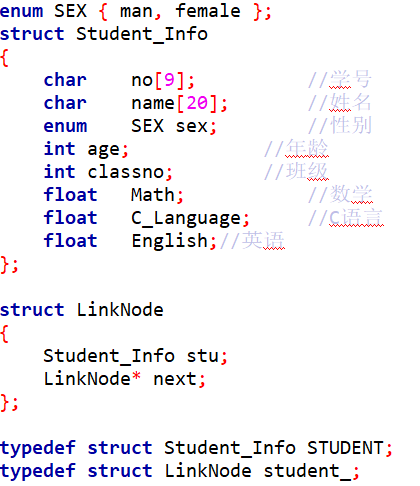 enum SEX { man, female };
struct Student_Info
{
    char    no[9];          //学号
    char    name[20];       //姓名
    enum    SEX sex;        //性别
    int age;            //年龄
    int classno;        //班级
    float   Math;           //数学
    float   C_Language;     //C语言
    float   English;//英语
};

struct LinkNode
{
    Student_Info stu;
    LinkNode* next;
};

typedef struct Student_Info STUDENT;
typedef struct LinkNode student_;